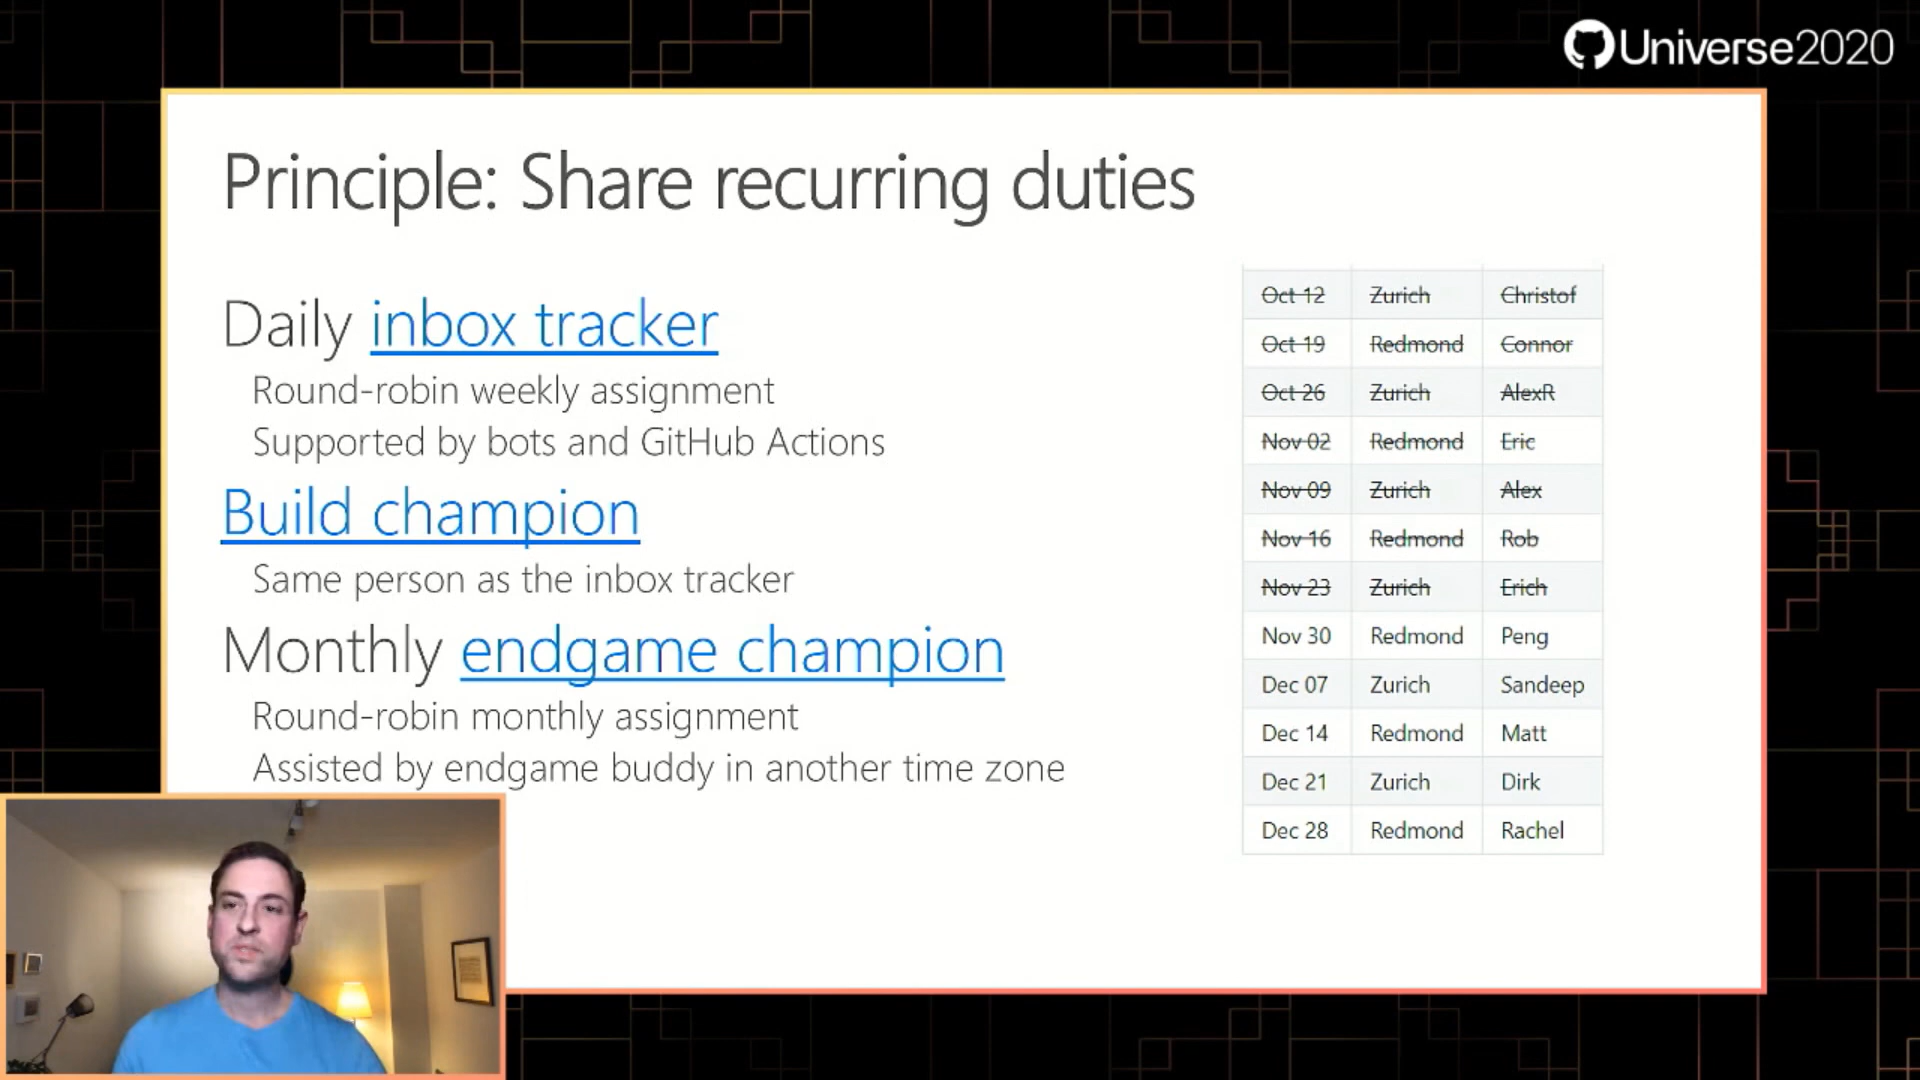 Universe2020
Principle: Share recurring duties
Daily inbox tracker
Round-robin weekly assignment
Supported by bots and GitHub Actions
Build champion
Same person as the inbox tracker
Monthly endgame champion
Round-robin monthly assignment
Assisted by endgame buddy in another time zone
Oct 12 Zurich Christof
Oct 19 Redmond Connor
Oct 26 Zurich AlexR
Nov 02 Redmond Eric
Nov 09 Zurich Alex
Nov 16 Redmond Rob
Nov 23 Zurich Erich
Nov 30 Redmond Peng
Dec 07 Zurich Sandeep
Dec 14 Redmond Matt
Dec 21 Zurich Dirk
Dec 28 Redmond Rachel